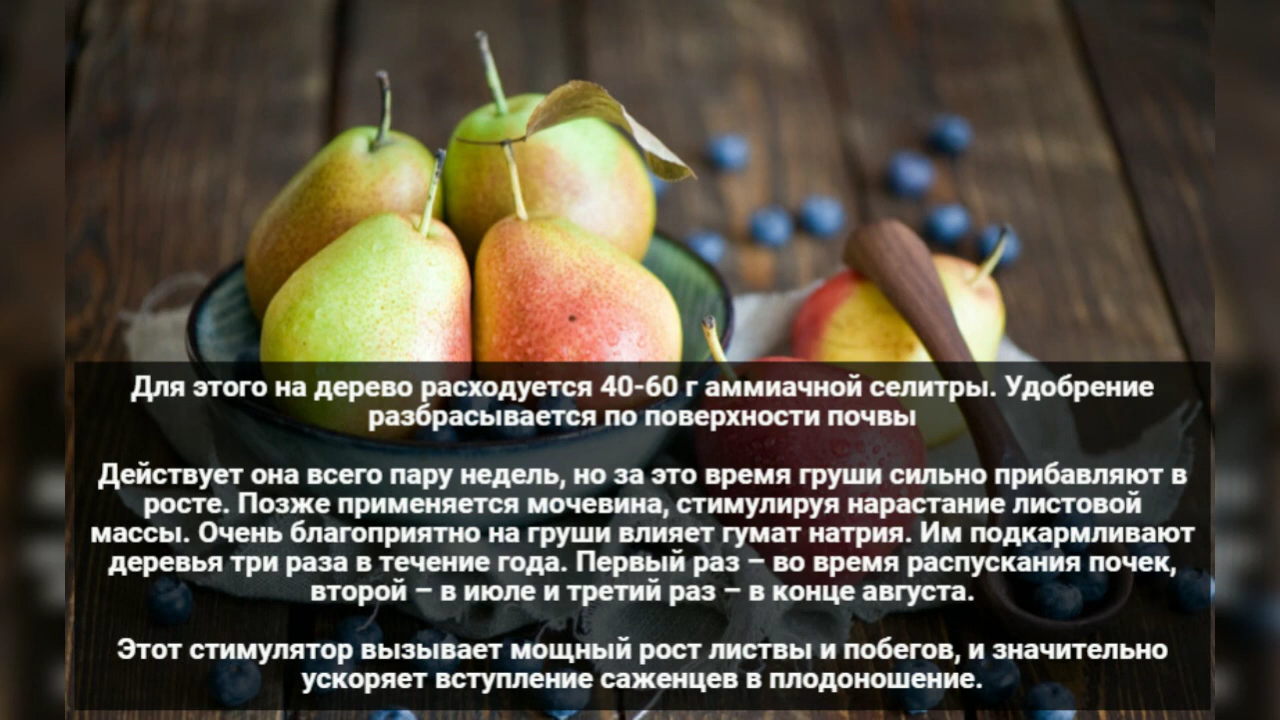 Для этого на дерево расходуется 40-60 г аммиачной селитры. Удобрение
разбрасывается по поверхности почвы
Действует она всего пару недель, но за это время груши сильно прибавляют в
росте. Позже применяется мочевина, стимулируя нарастание листовой
массы. Очень благоприятно на груши влияет гумат натрия. Им подкармливают
деревья три раза в течение года. Первый раз – во время распускания почек,
второй – в июле и третий раз – в конце августа.
Этот стимулятор вызывает мощный рост листвы и побегов, и значительно
ускоряет вступление саженцев в плодоношение.